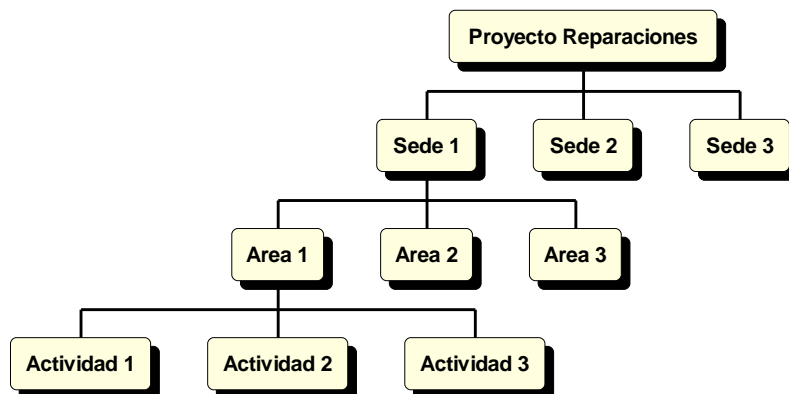 Proyecto Reparaciones
Sede 1
Sede 2
Sede 3
Area 1
Area 2
Area 3
Actividad 1
Actividad 2
Actividad 3